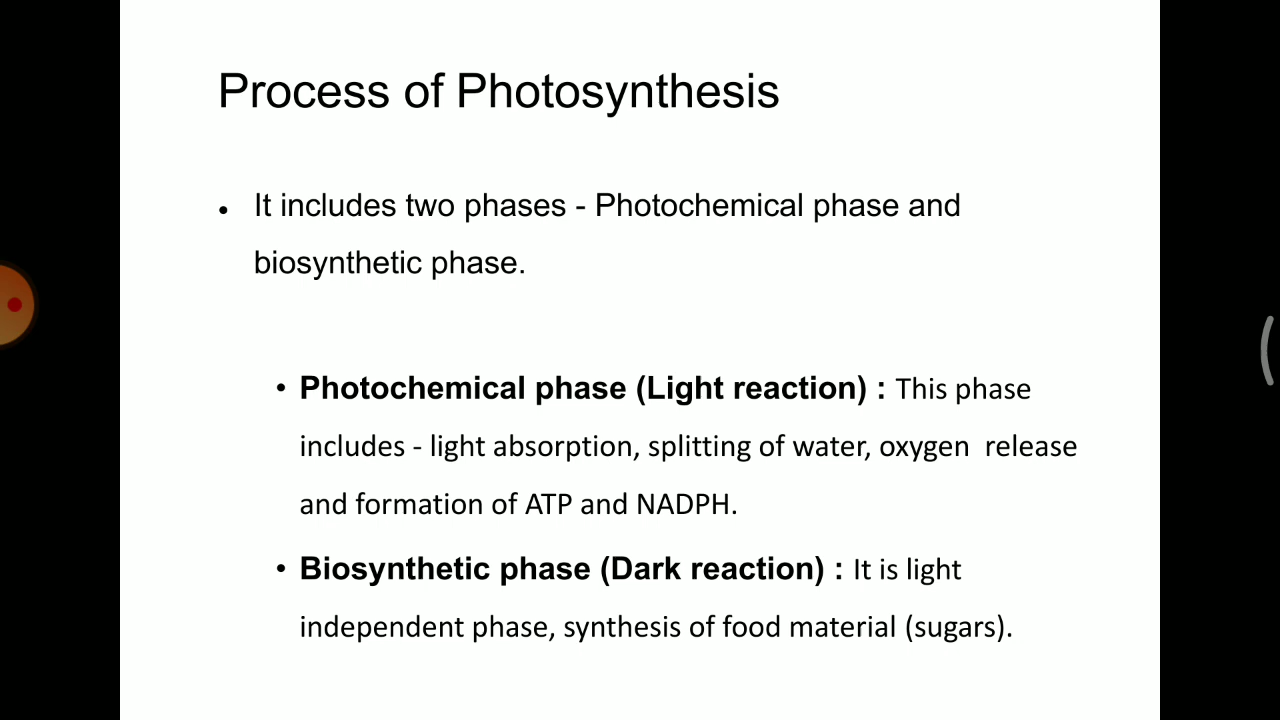 Process of Photosynthesis
• It includes two phases - Photochemical phase and
biosynthetic phase.
• Photochemical phase (Light reaction) : This phase
includes - light absorption, splitting of water, oxygen  release
and formation of ATP and NADPH.
• Biosynthetic phase (Dark reaction) : It is light
independent phase, synthesis of food material (sugars).